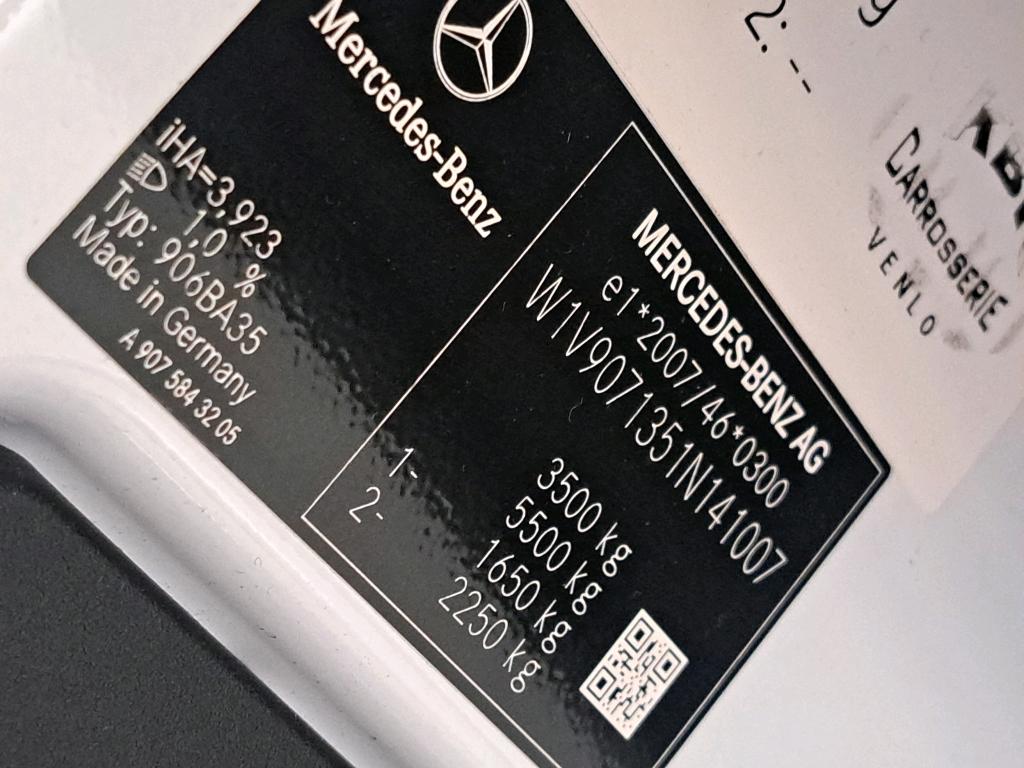 Mercedes-Benz
iHA=3,923
1,0 %
Typ: 906BA35
Made in Germany
A 907 584 32 05
MERCEDES-BENZ AG
e1*2007/46*0300
W1V9071351N141007
3500 kg
5500 kg
1- 1650 kg
2- 2250 kg
2: --
CARROSSERIE
VENLO